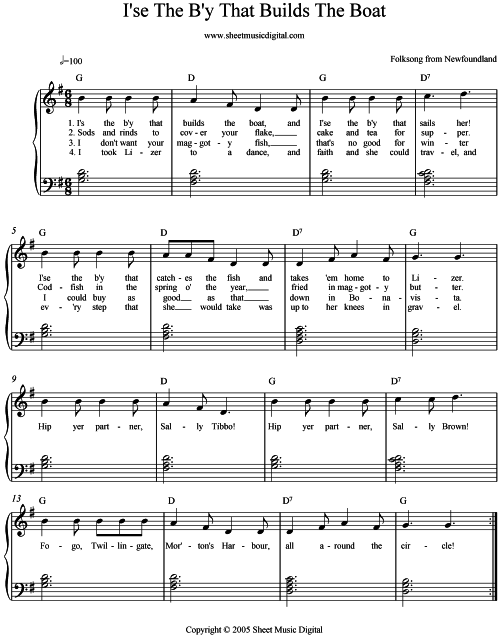 I'se The B'y That Builds The Boat
www.sheetmusicdigital.com
Folksong from Newfoundland
=100
G D G D7
1. I's the b'y that builds the boat, and I'se the b'y that sails her!
2. Sods and rinds to cov - er your flake,____ cake and tea for sup - per.
3. I don't want your mag - got - y fish,____ that's no good for win - ter
4. I took Li - zer to a dance, and faith and she could trav - el, and
5
G D D7 G
I'se the b'y that catch - es the fish and takes 'em home to Li - zer.
Cod - fish in the spring o' the year,____ fried in mag - got - y but - ter.
I could buy as good__ as that____ down in Bo - na - vis - ta.
ev - 'ry step that she__ would take was up to her knees in grav - el.
9
G D G D7
Hip yer part - ner, Sal - ly Tibbo! Hip yer part - ner, Sal - ly Brown!
13
G D D7 G
Fo - go, Twil - lin - gate, Mor' - ton's Har - bour, all a - round the cir - cle!
Copyright © 2005 Sheet Music Digital